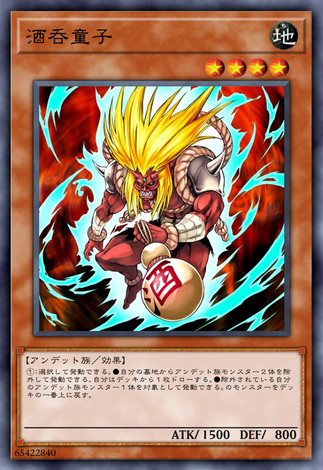 酒呑童子
地
【アンデット族／効果】
①：選択して発動できる。●自分の墓地からアンデット族モンスター２体を除
外して発動できる。自分はデッキから１枚ドローする。●除外されている自分
のアンデット族モンスター１体を対象として発動できる。のモンスターをデッ
キの一番上に戻す。
ATK/ 1500 DEF/ 800
65422840